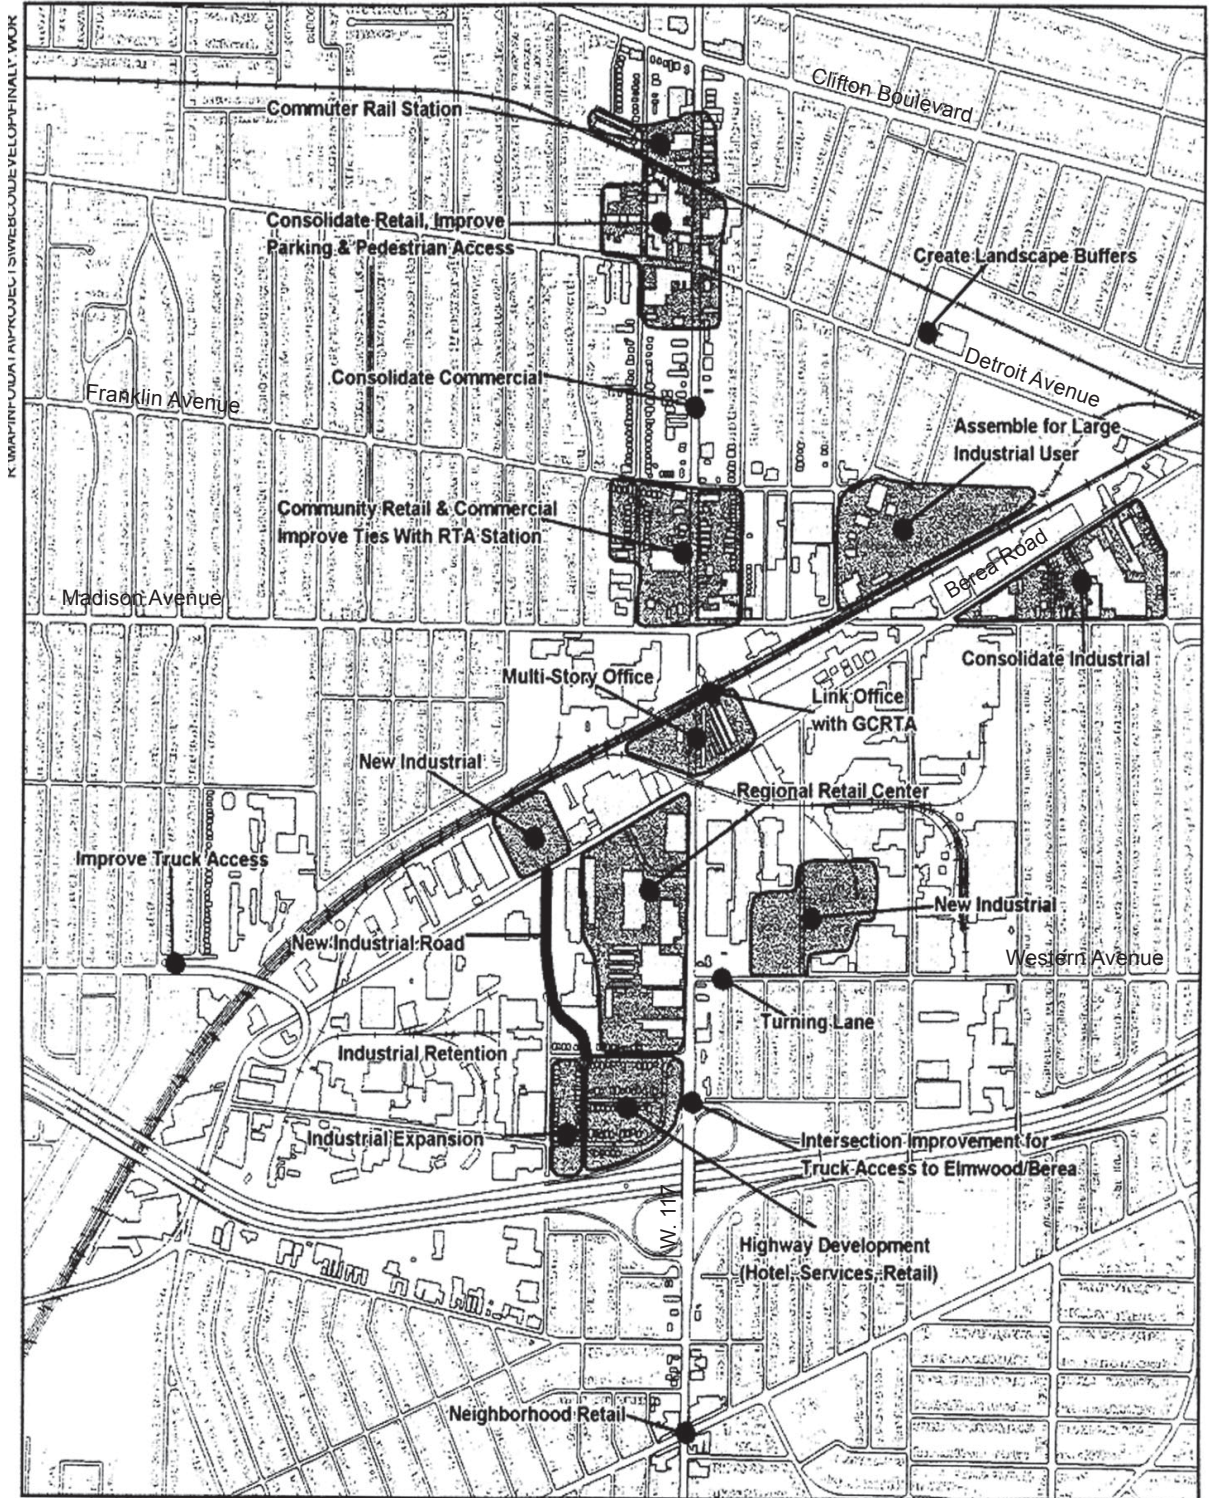 Clifton Boulevard
Commuter Rail Station
Consolidate Retail, Improve
Parking & Pedestrian Access
Create Landscape Buffers
Detroit Avenue
Consolidate Commercial
Franklin Avenue
Assemble for Large
Industrial User
Community Retail & Commercial
Improve Ties With RTA Station
Berea Road
Madison Avenue
Consolidate Industrial
Multi-Story Office
Link Office
with GCRTA
New Industrial
Regional Retail Center
Improve Truck Access
New Industrial
New Industrial Road
Western Avenue
Turning Lane
Industrial Retention
Industrial Expansion
Intersection Improvement for
Truck Access to Elmwood/Berea
W. 117
Highway Development
(Hotel, Services, Retail)
Neighborhood Retail